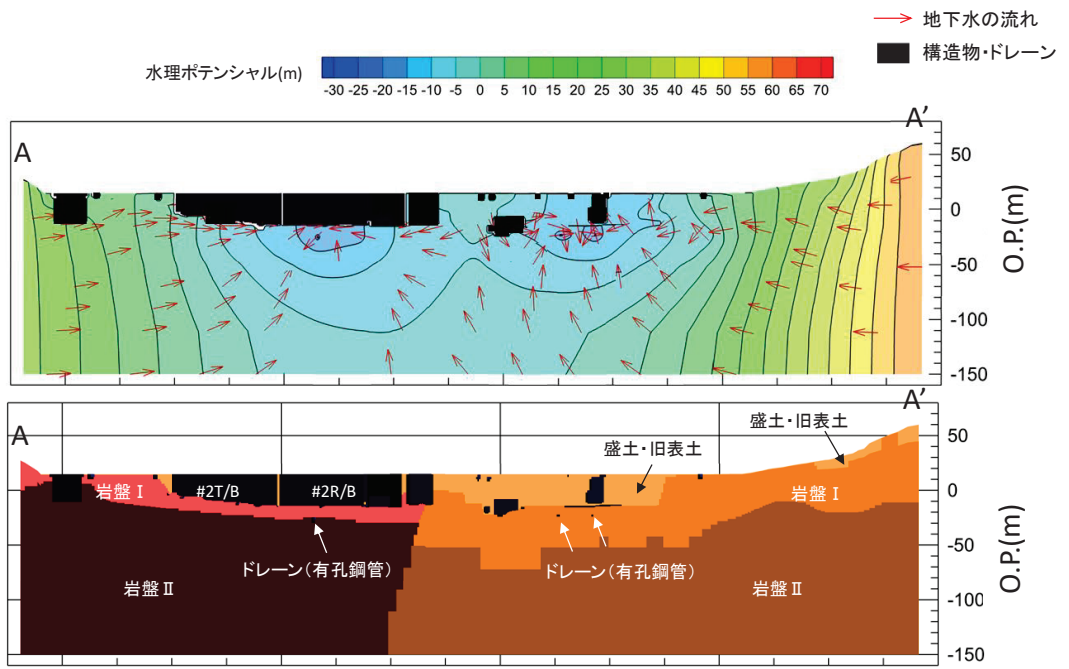 地下水の流れ
構造物・ドレーン
水理ポテンシャル(m)
-30 -25 -20 -15 -10 -5 0 5 10 15 20 25 30 35 40 45 50 55 60 65 70
A
A’
50
0
-50
-100
-150
O.P.(m)
A
A’
盛土・旧表土
盛土・旧表土
岩盤Ⅰ
#2T/B
#2R/B
岩盤Ⅰ
ドレーン(有孔鋼管)
ドレーン(有孔鋼管)
岩盤Ⅱ
岩盤Ⅱ
50
0
-50
-100
-150
O.P.(m)